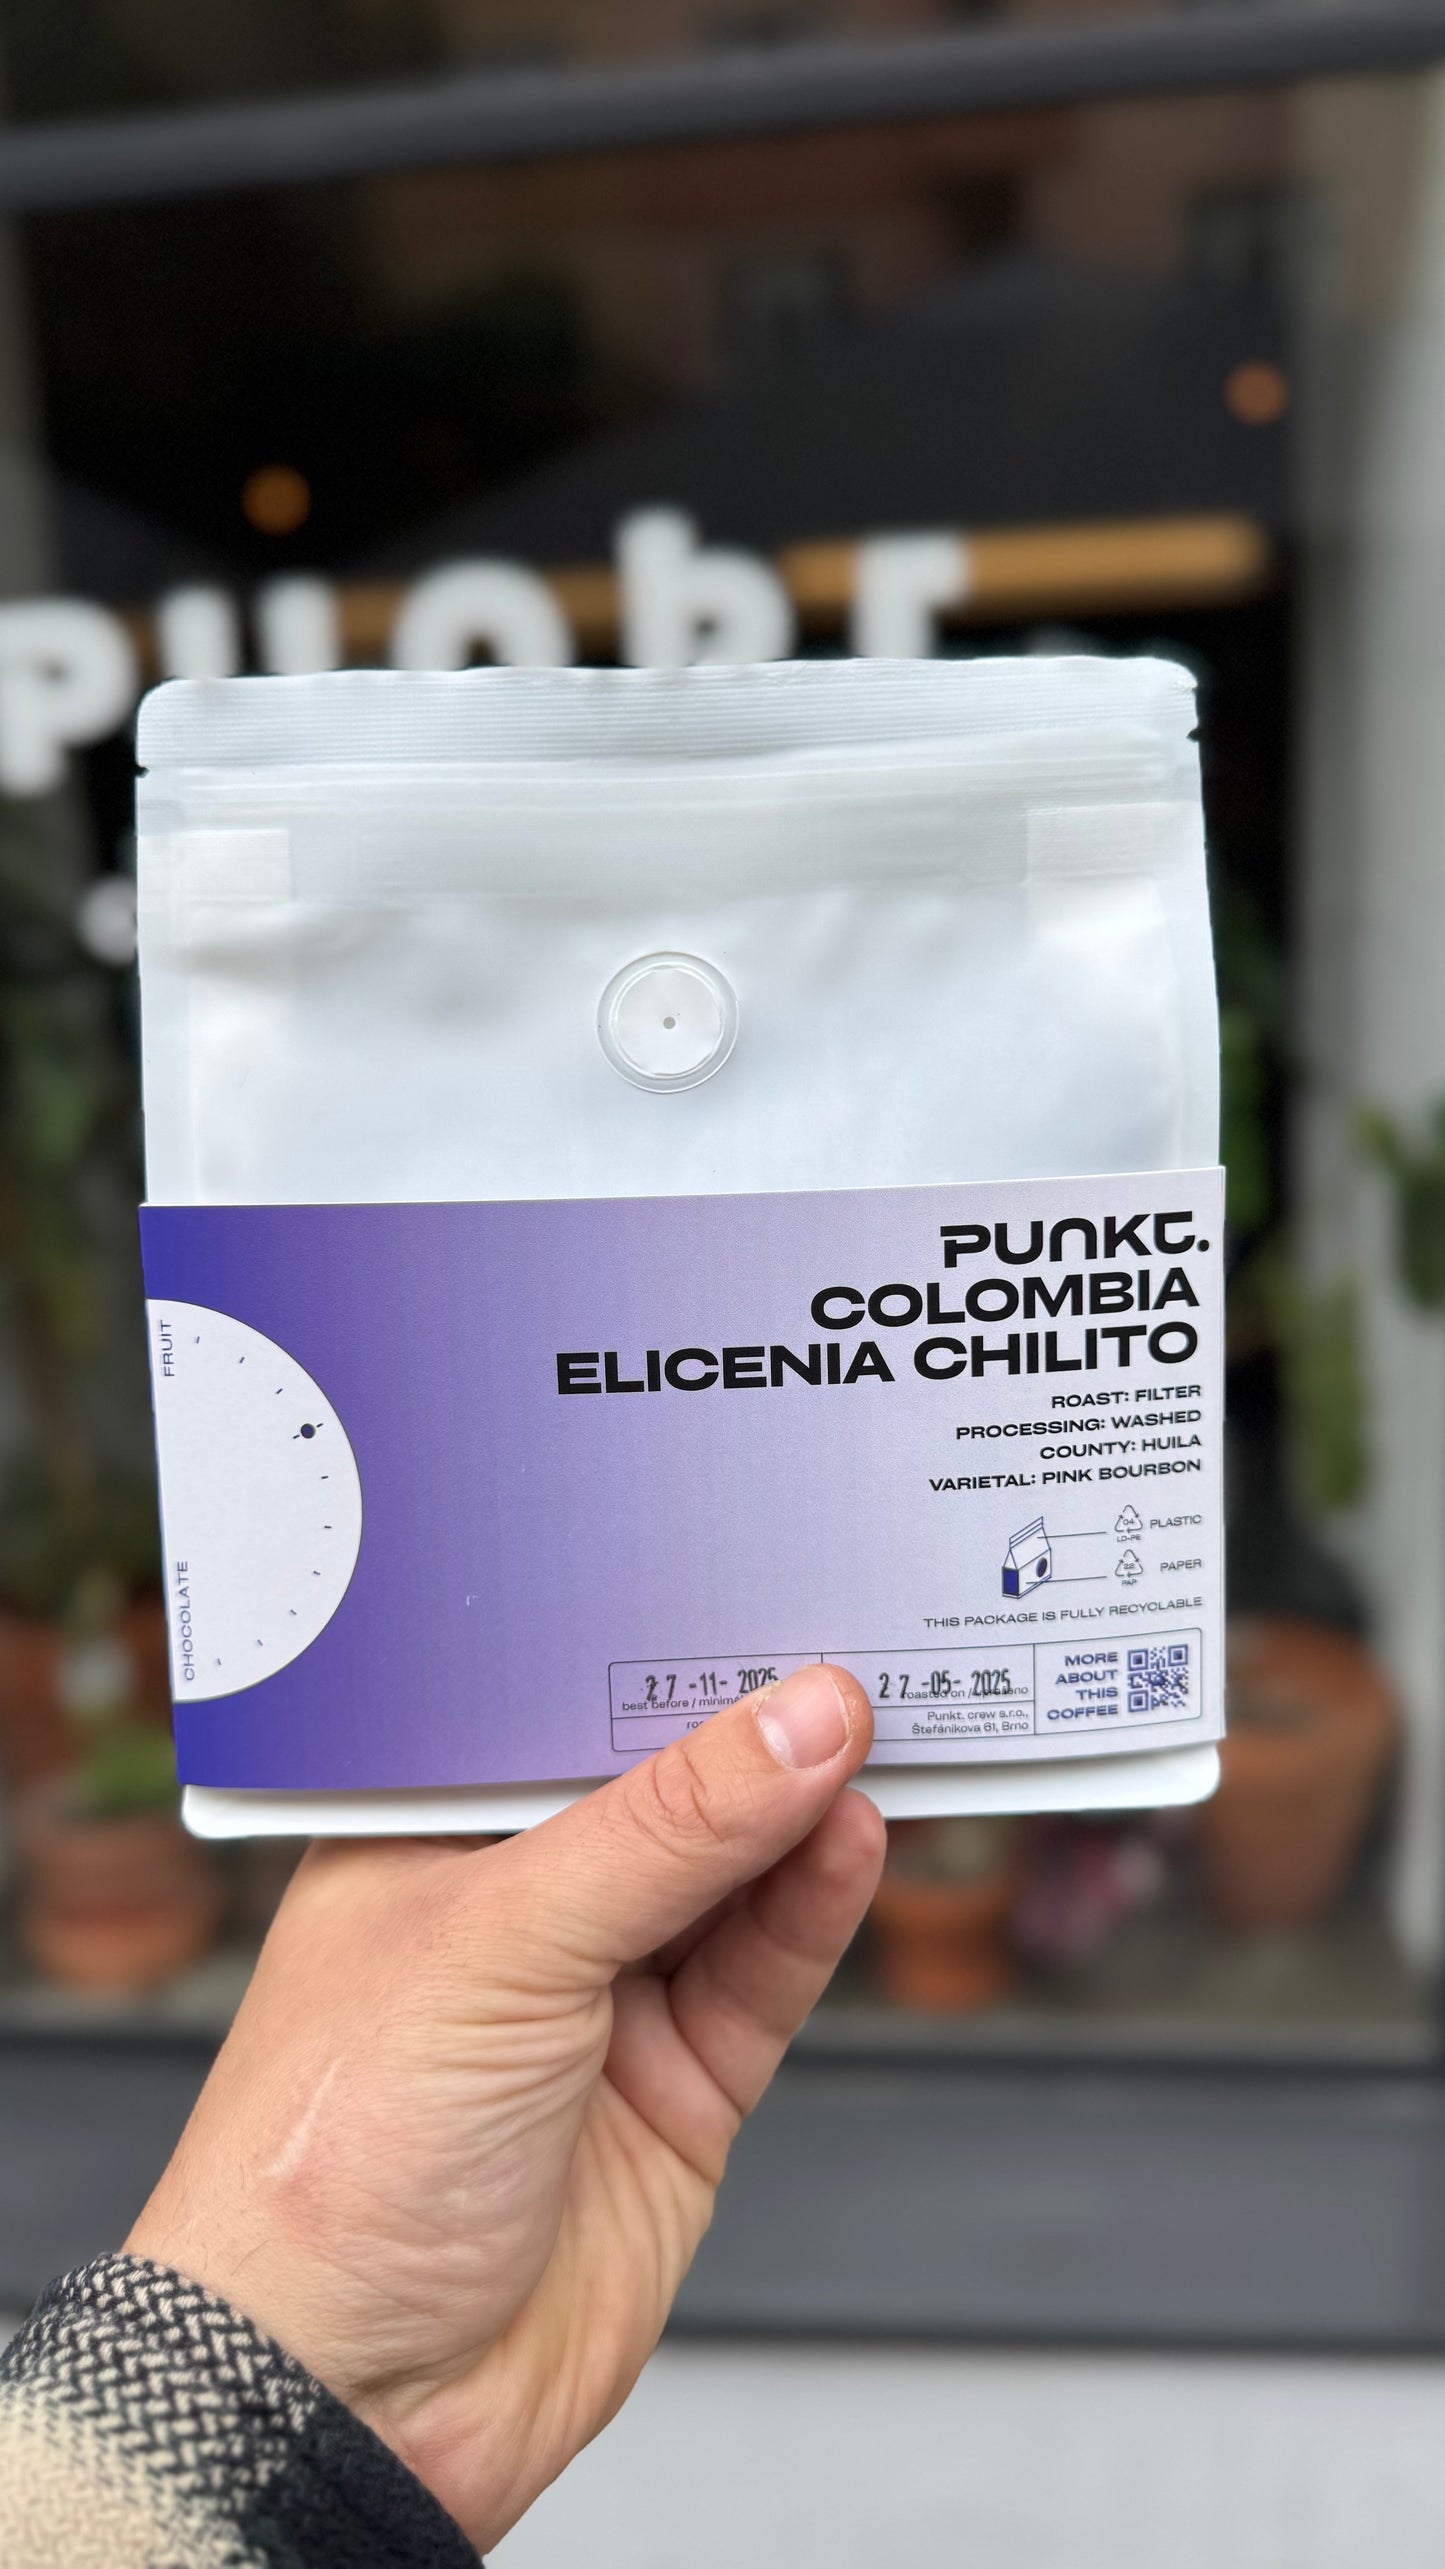 PUNKT.
COLOMBIA
ELICENIA CHILITO
ROAST: FILTER
PROCESSING: WASHED
COUNTY: HUILA
VARIETAL: PINK BOURBON
FRUIT
CHOCOLATE
04
LD-PE
PLASTIC
22
PAP
PAPER
THIS PACKAGE IS FULLY RECYCLABLE
27-11-2025
best before /
27-05-2025
roasted on / upraženo
Punkt. crew s.r.o.,
Štefánikova 61, Brno
MORE
ABOUT
THIS
COFFEE